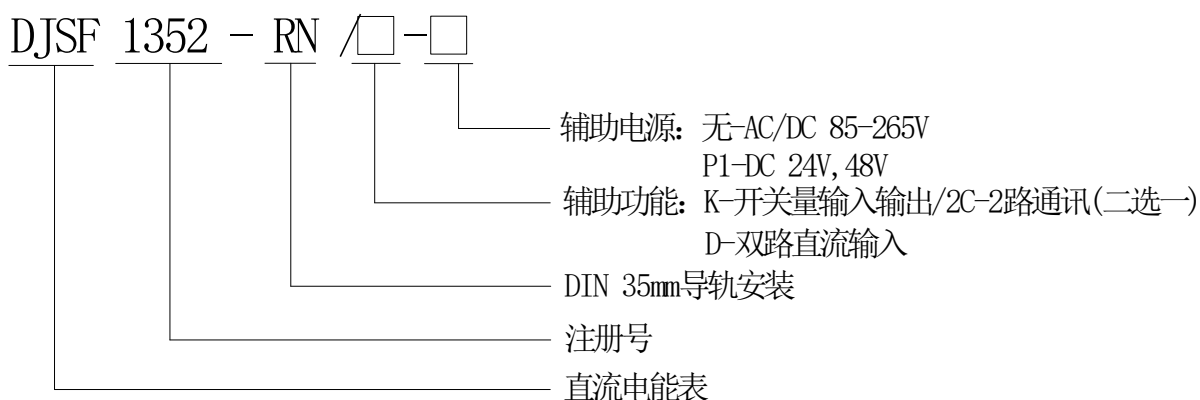 DJSF 1352 - RN /□-□
辅助电源：无-AC/DC 85-265V
P1-DC 24V,48V
辅助功能：K-开关量输入输出/2C-2路通讯(二选一)
D-双路直流输入
DIN 35mm导轨安装
注册号
直流电能表